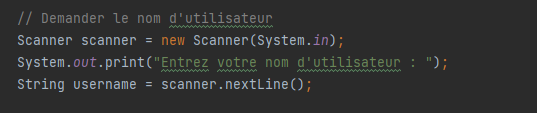 // Demander le nom d'utilisateur
Scanner scanner = new Scanner(System.in);
System.out.print("Entrez votre nom d'utilisateur : ");
String username = scanner.nextLine();